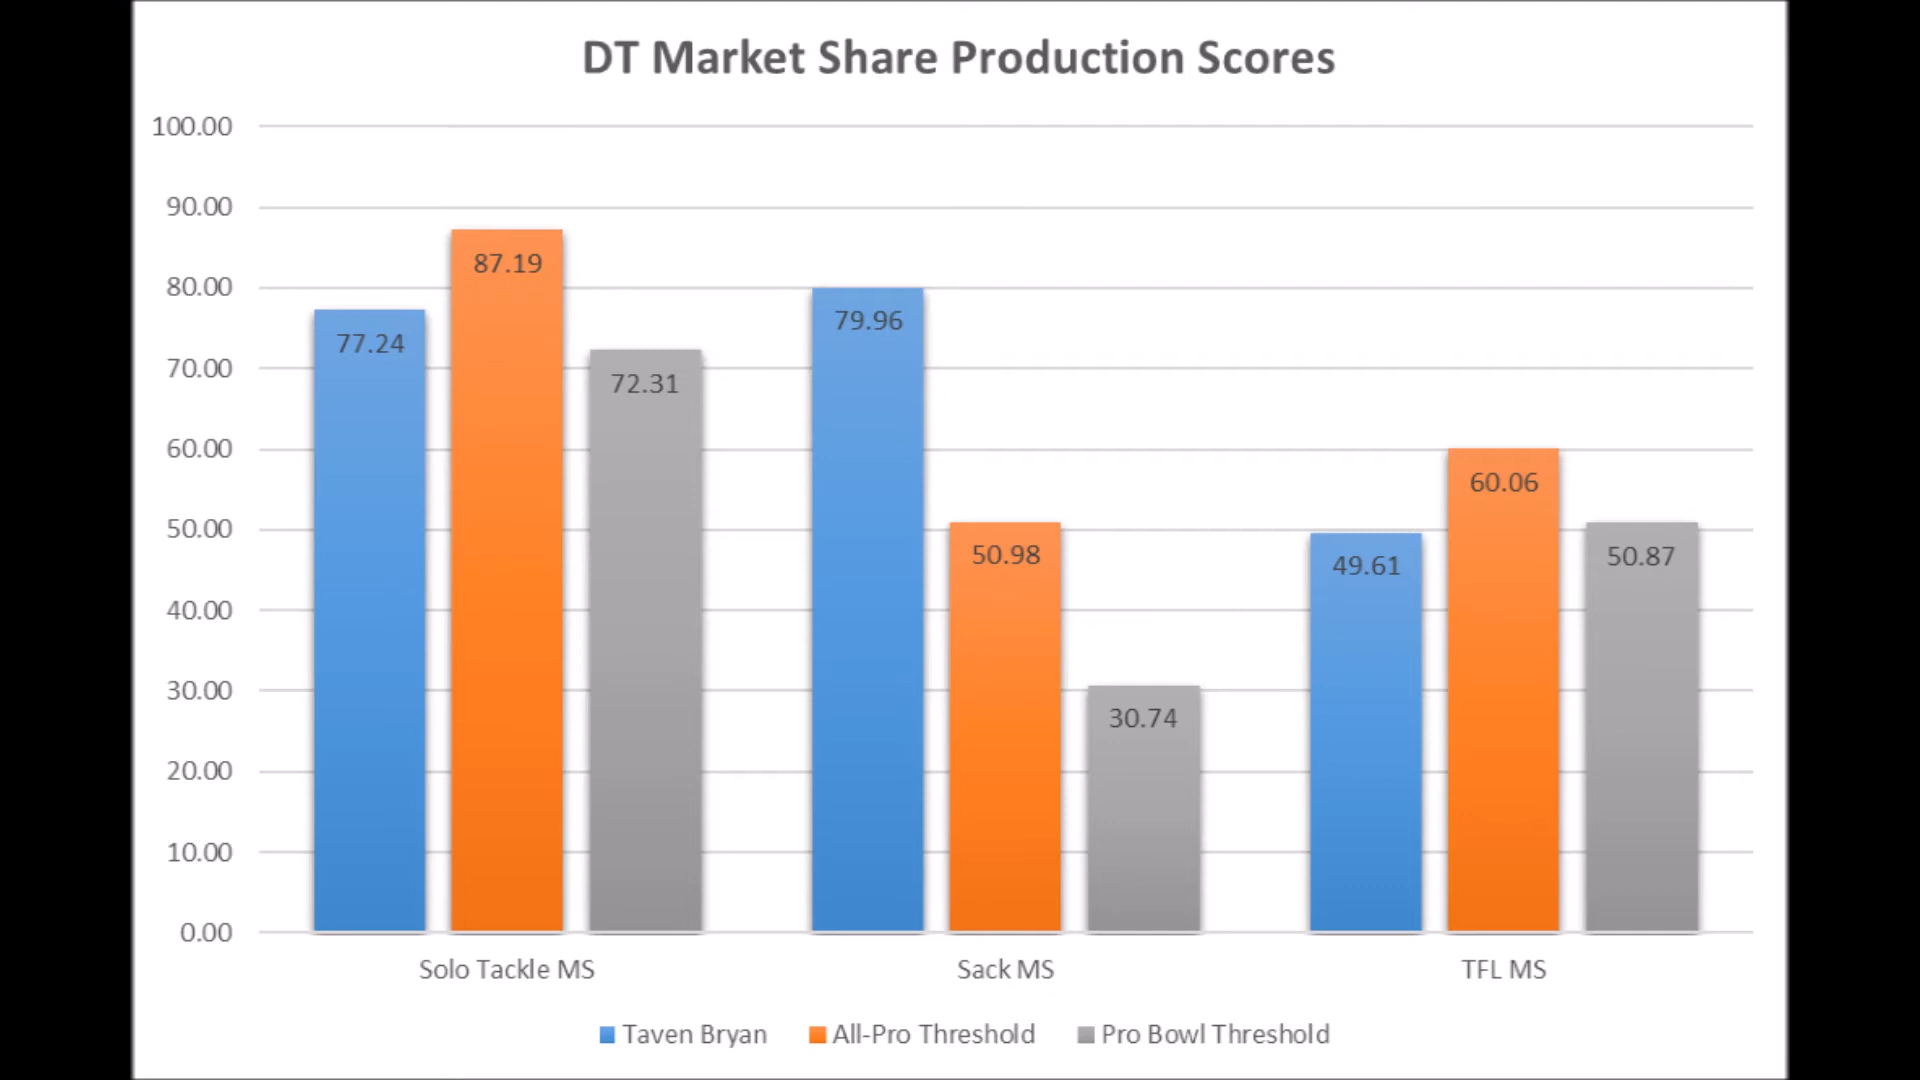 DT Market Share Production Scores
100.00
90.00
80.00
70.00
60.00
50.00
40.00
30.00
20.00
10.00
0.00
77.24
87.19
72.31
79.96
50.98
30.74
49.61
60.06
50.87
Solo Tackle MS
Sack MS
TFL MS
Taven Bryan
All-Pro Threshold
Pro Bowl Threshold